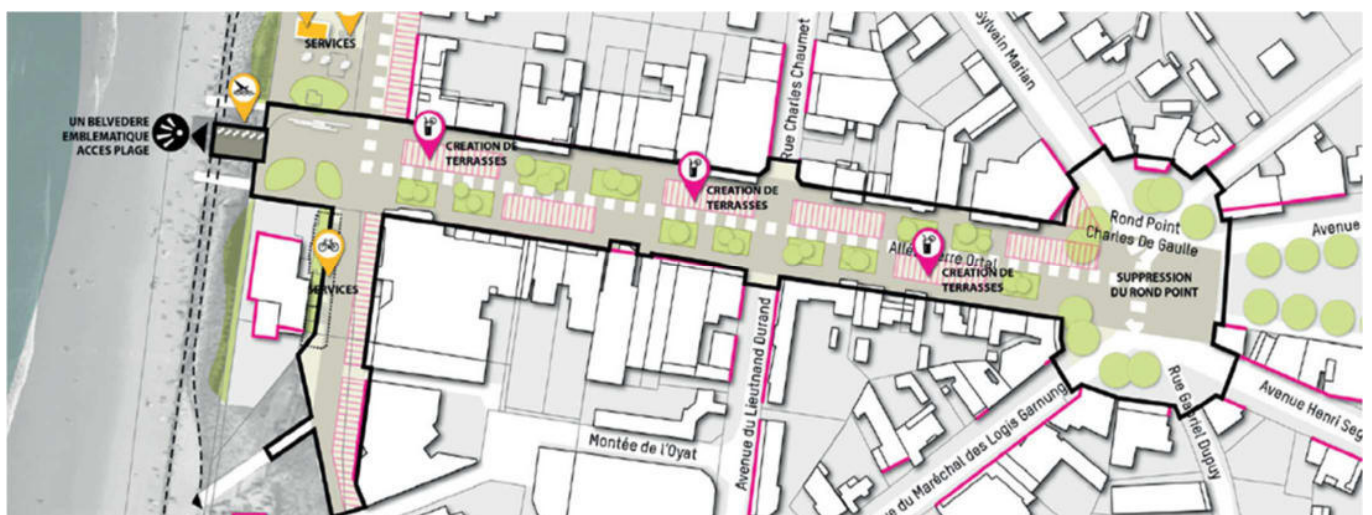 SERVICES
UN BELVEDERE
EMBLEMATIQUE
ACCES PLAGE
CREATION DE
TERRASSES
CREATION DE
TERRASSES
CREATION DE
TERRASSES
SERVICES
Rue Charles Chaumet
Sylvain Marian
Rond Point
Charles De Gaulle
Avenue
SUPPRESSION
DU ROND POINT
Montée de l'Oyat
Avenue du Lieutnand Durand
du Maréchal des Logis Garnung
Rue Gabriel Dupuy
Avenue Henri Seg